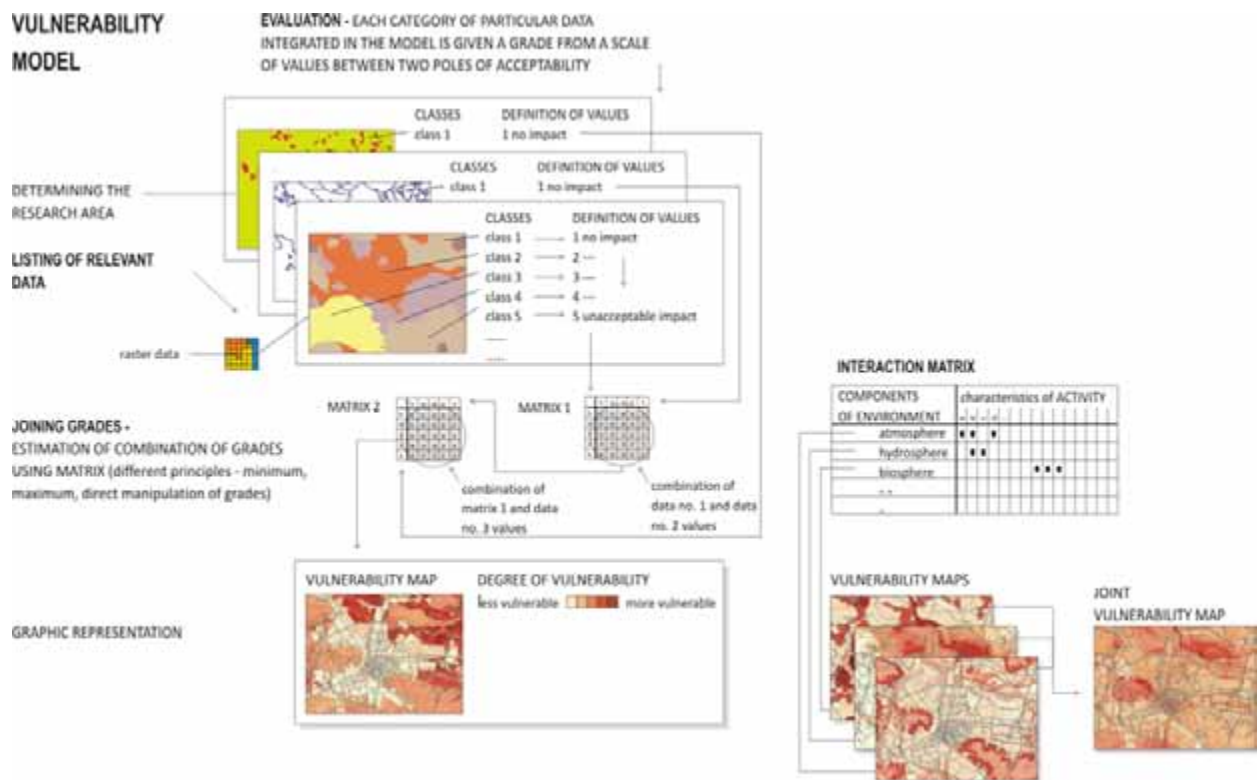 VULNERABILITY
MODEL
EVALUATION - EACH CATEGORY OF PARTICULAR DATA
INTEGRATED IN THE MODEL IS GIVEN A GRADE FROM A SCALE
OF VALUES BETWEEN TWO POLES OF ACCEPTABILITY
CLASSES DEFINITION OF VALUES
class 1 1 no impact
CLASSES DEFINITION OF VALUES
class 1 1 no impact
CLASSES DEFINITION OF VALUES
class 1 1 no impact
class 2 2 ---
class 3 3 ---
class 4 4 ---
class 5 5 unacceptable impact
DETERMINING THE
RESEARCH AREA
LISTING OF RELEVANT
DATA
raster data
JOINING GRADES -
ESTIMATION OF COMBINATION OF GRADES
USING MATRIX (different principles - minimum,
maximum, direct manipulation of grades)
MATRIX 2
MATRIX 1
combination of
matrix 1 and data
no. 3 values
combination of
data no. 1 and data
no. 2 values
GRAPHIC REPRESENTATION
VULNERABILITY MAP
DEGREE OF VULNERABILITY
less vulnerable more vulnerable
INTERACTION MATRIX
COMPONENTS
OF ENVIRONMENT
characteristics of ACTIVITY
atmosphere
hydrosphere
biosphere
VULNERABILITY MAPS
JOINT
VULNERABILITY MAP